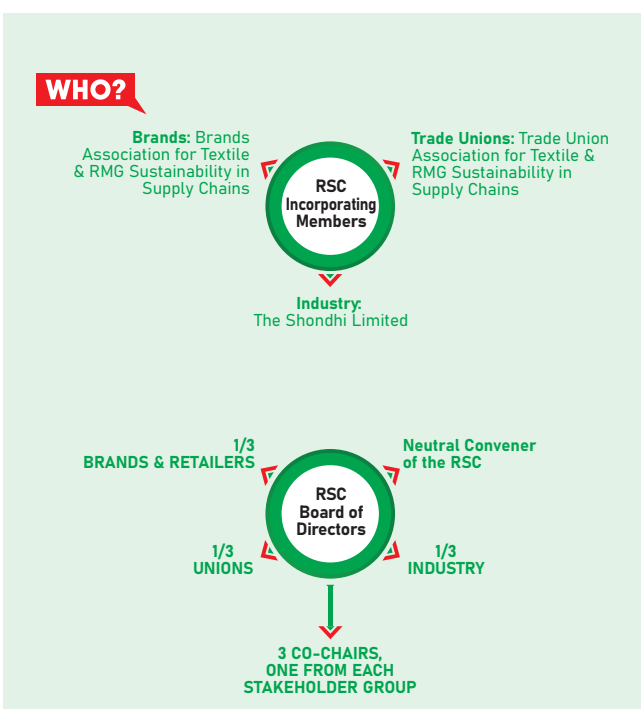 WHO?
Brands: Brands
Association for Textile
& RMG Sustainability in
Supply Chains
Trade Unions: Trade Union
Association for Textile &
RMG Sustainability in
Supply Chains
RSC
Incorporating
Members
Industry:
The Shondhi Limited
1/3
BRANDS & RETAILERS
Neutral Convener
of the RSC
RSC
Board of
Directors
1/3
UNIONS
1/3
INDUSTRY
3 CO-CHAIRS,
ONE FROM EACH
STAKEHOLDER GROUP